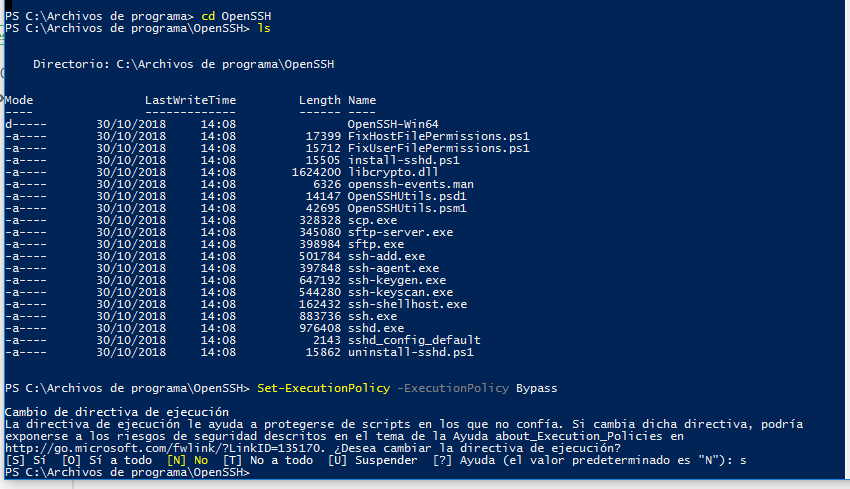 PS C:\Archivos de programa> cd OpenSSH
PS C:\Archivos de programa\OpenSSH> ls
Directorio: C:\Archivos de programa\OpenSSH
Mode LastWriteTime Length Name
---- ------------- ------ ----
d----- 30/10/2018 14:08 OpenSSH-Win64
-a---- 30/10/2018 14:08 17399 FixHostFilePermissions.ps1
-a---- 30/10/2018 14:08 15712 FixUserFilePermissions.ps1
-a---- 30/10/2018 14:08 15505 install-sshd.ps1
-a---- 30/10/2018 14:08 1624200 libcrypto.dll
-a---- 30/10/2018 14:08 6326 openssh-events.man
-a---- 30/10/2018 14:08 14147 OpenSSHUtils.psd1
-a---- 30/10/2018 14:08 42695 OpenSSHUtils.psm1
-a---- 30/10/2018 14:08 328328 scp.exe
-a---- 30/10/2018 14:08 345080 sftp-server.exe
-a---- 30/10/2018 14:08 398984 sftp.exe
-a---- 30/10/2018 14:08 501784 ssh-add.exe
-a---- 30/10/2018 14:08 397848 ssh-agent.exe
-a---- 30/10/2018 14:08 647192 ssh-keygen.exe
-a---- 30/10/2018 14:08 544280 ssh-keyscan.exe
-a---- 30/10/2018 14:08 162432 ssh-shellhost.exe
-a---- 30/10/2018 14:08 883736 ssh.exe
-a---- 30/10/2018 14:08 976408 sshd.exe
-a---- 30/10/2018 14:08 2143 sshd_config_default
-a---- 30/10/2018 14:08 15862 uninstall-sshd.ps1
PS C:\Archivos de programa\OpenSSH> Set-ExecutionPolicy -ExecutionPolicy Bypass
Cambio de directiva de ejecución
La directiva de ejecución le ayuda a protegerse de scripts en los que no confía. Si cambia dicha directiva, podría
exponerse a los riesgos de seguridad descritos en el tema de la Ayuda about_Execution_Policies en
http://go.microsoft.com/fwlink/?LinkID=135170. ¿Desea cambiar la directiva de ejecución?
[S] Sí [O] Sí a todo [N] No [T] No a todo [U] Suspender [?] Ayuda (el valor predeterminado es "N"): s
PS C:\Archivos de programa\OpenSSH>